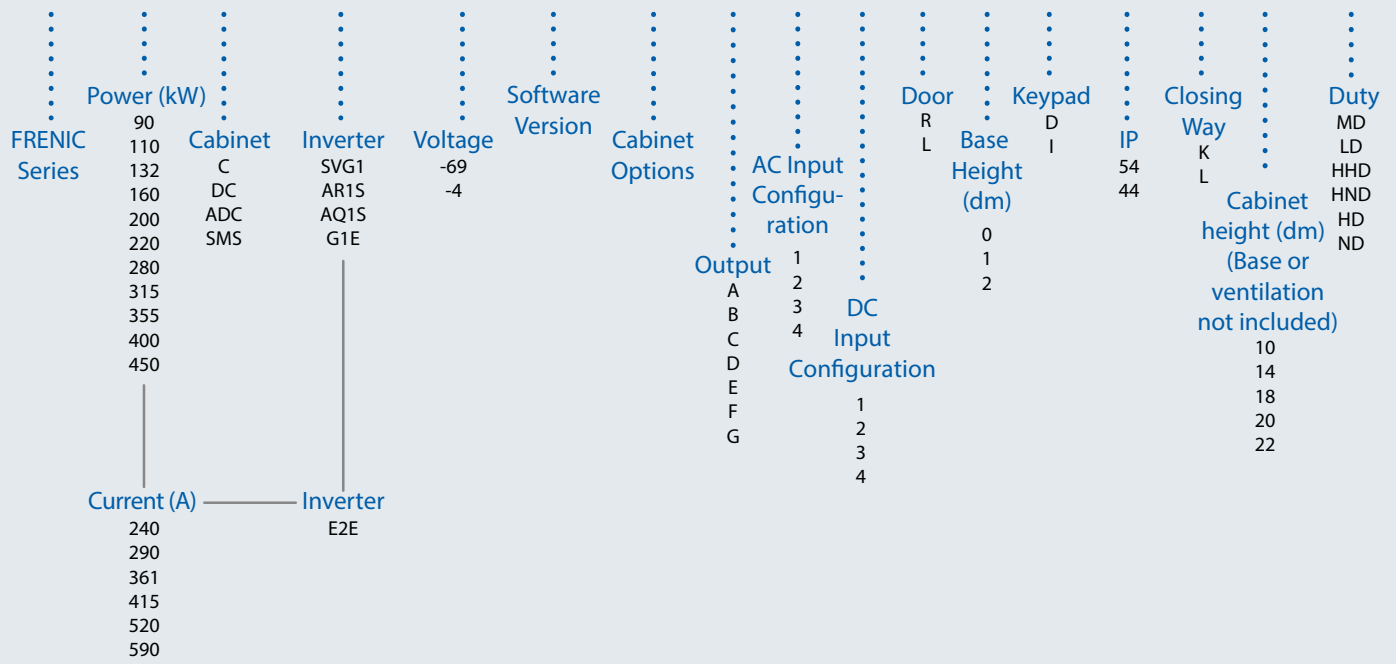 FRENIC
Series
Power (kW)
90
110
132
160
200
220
280
315
355
400
450
Current (A)
240
290
361
415
520
590
Cabinet
C
DC
ADC
SMS
Inverter
SVG1
AR1S
AQ1S
G1E
Inverter
E2E
Voltage
-69
-4
Software
Version
Cabinet
Options
Output
A
B
C
D
E
F
G
AC Input
Configu-
ration
1
2
3
4
DC
Input
Configuration
1
2
3
4
Door
R
L
Base
Height
(dm)
0
1
2
Keypad
D
I
IP
54
44
Closing
Way
K
L
Cabinet
height (dm)
(Base or
ventilation
not included)
10
14
18
20
22
Duty
MD
LD
HHD
HND
HD
ND